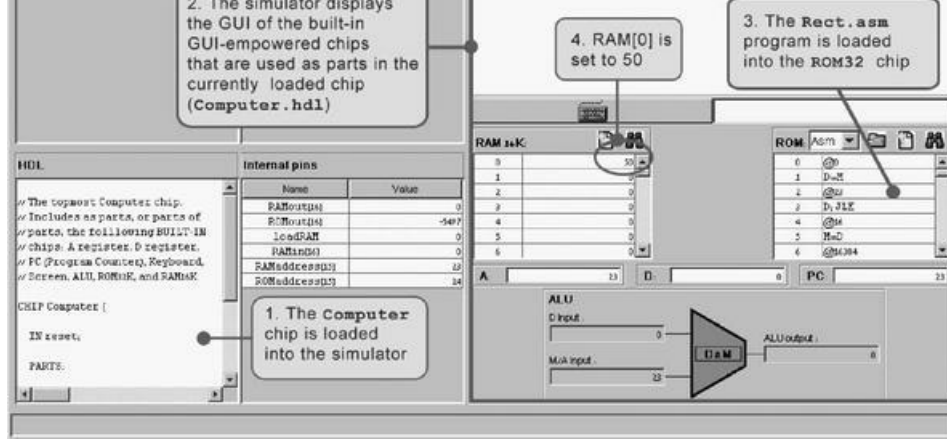 2. The simulator displays
the GUI of the built-in
GUI-empowered chips
that are used as parts in the
currently loaded chip
(Computer.hdl)
4. RAM[0] is
set to 50
3. The Rect.asm
program is loaded
into the ROM32 chip
RAM 16K:
0 50
1 0
2 0
3 0
4 0
5 0
6 0
ROM: Asm
0 @0
1 D=M
2 @23
3 D;JLE
4 @16
5 M=D
6 @16384
HDL
// The topmost Computer chip.
// Includes as parts, or parts of
// parts, the following BUILT-IN
// chips: A register, D register,
// PC (Program Counter), Keyboard,
// Screen, ALU, ROM32K, and RAM16K
CHIP Computer {
IN reset;
PARTS:
Internal pins
Name Value
RAMout[16] 0
ROMout[16]
loadRAM 0
RAMin[16] 0
RAMaddress[15] 23
ROMaddress[15] 24
1. The Computer
chip is loaded
into the simulator
A: 23 D: 0 PC: 23
ALU
D Input : 0
M/A Input : 23
D&M
ALU output : 0